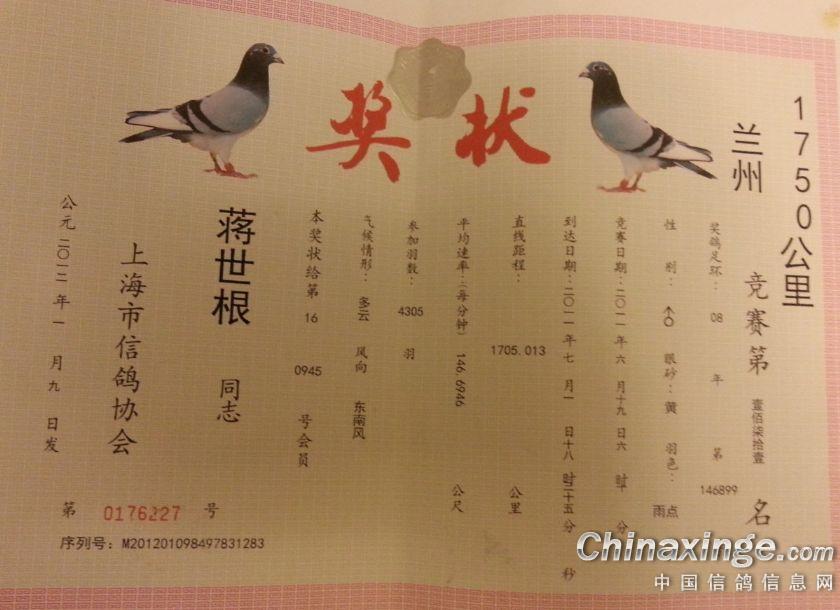 奖状
1750公里
兰州 竞赛第 壹佰柒拾壹 名
奖鸽足环： 08 年 第 146899
性 别：♂ 眼砂：黄 羽色：雨点
竞赛日期：二〇一一年 六 月十九 日六 时 分
到达日期：二〇一一年 七 月一 日十八 时二十五分 秒
直线距程： 1705.013 公里
平均速率：（每分钟）146.6946 公尺
参加羽数： 4305 羽
气候情形：多云 风向 东南风
本奖状给第 16 0945 号会员
蒋世根 同志
上海市信鸽协会
公元二〇一二年 一 月 九 日发
第 0176227 号
序列号：M201201098497831283
Chinaxinge.com
中国信鸽信息网